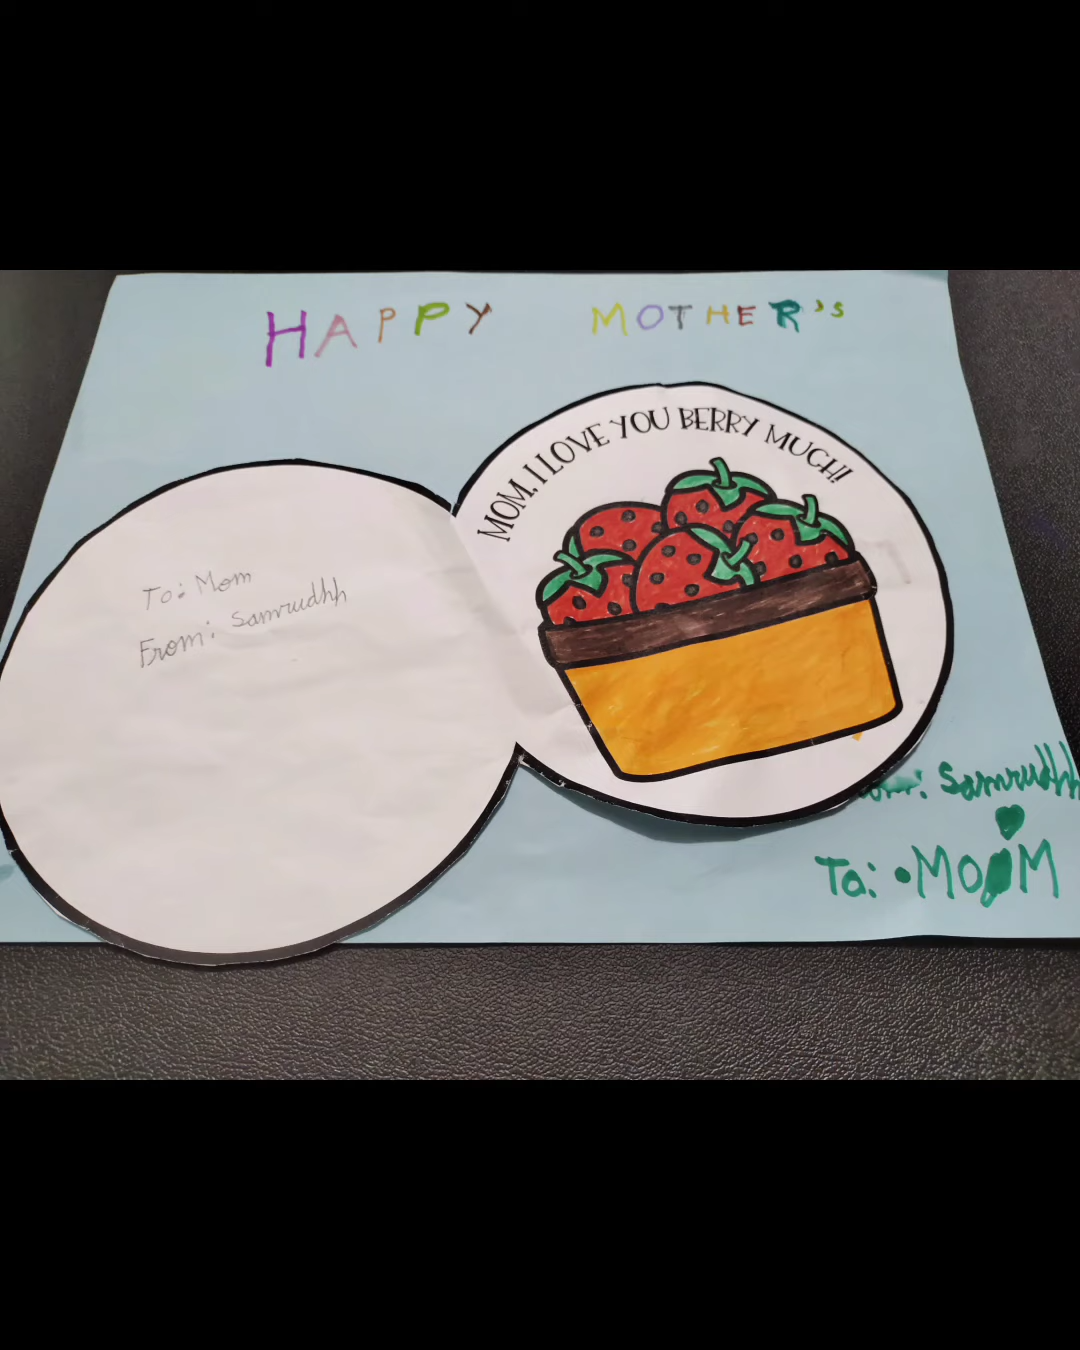 HAPPY MOTHER'S
MOM, I LOVE YOU BERRY MUCH!
To: Mom
From: Samrudhh
Samrudhh
To: MOM